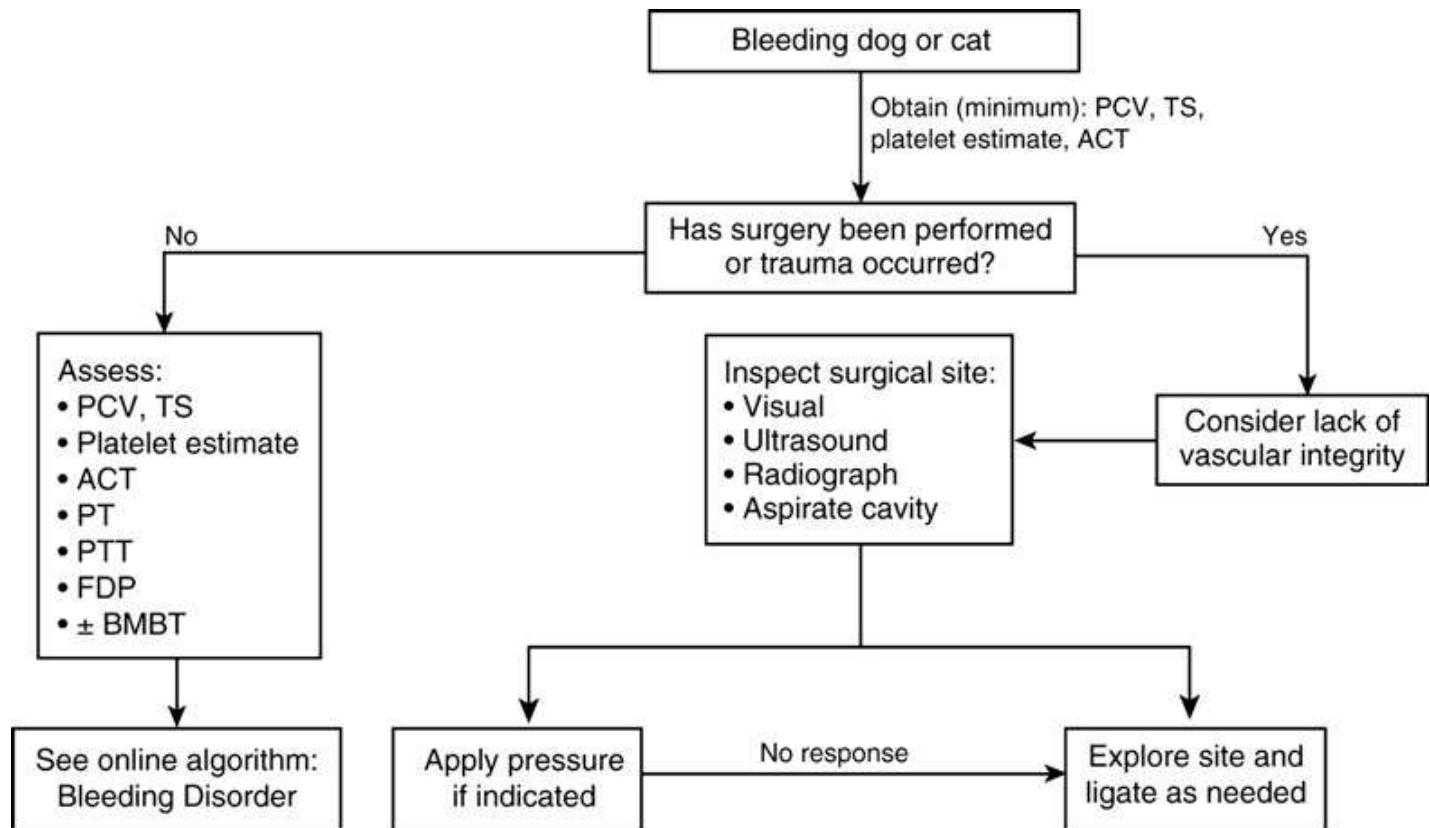 Bleeding dog or cat
Obtain (minimum): PCV, TS,
platelet estimate, ACT
Has surgery been performed
or trauma occurred?
No
Yes
Assess:
• PCV, TS
• Platelet estimate
• ACT
• PT
• PTT
• FDP
• ± BMBT
Inspect surgical site:
• Visual
• Ultrasound
• Radiograph
• Aspirate cavity
Consider lack of
vascular integrity
See online algorithm:
Bleeding Disorder
Apply pressure
if indicated
No response
Explore site and
ligate as needed